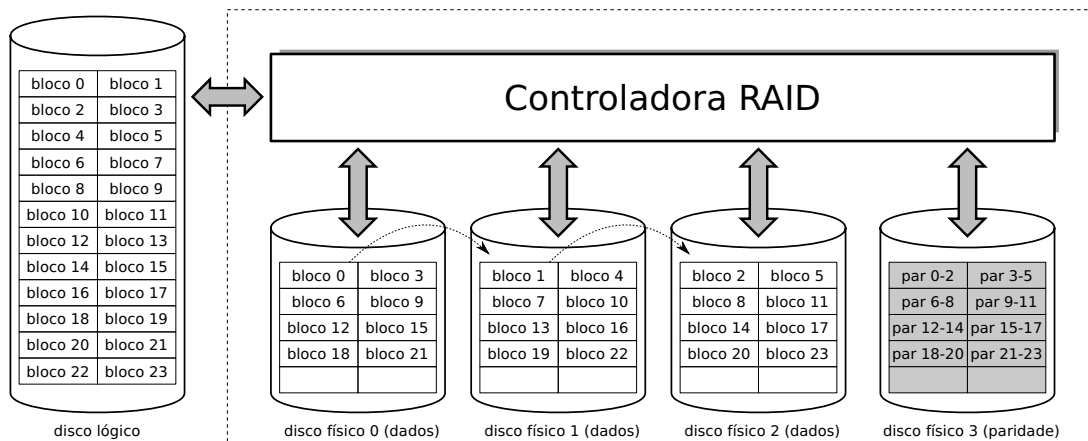 Controladora RAID
bloco 0 bloco 1
bloco 2 bloco 3
bloco 4 bloco 5
bloco 6 bloco 7
bloco 8 bloco 9
bloco 10 bloco 11
bloco 12 bloco 13
bloco 14 bloco 15
bloco 16 bloco 17
bloco 18 bloco 19
bloco 20 bloco 21
bloco 22 bloco 23
disco lógico
bloco 0 bloco 3
bloco 6 bloco 9
bloco 12 bloco 15
bloco 18 bloco 21
disco físico 0 (dados)
bloco 1 bloco 4
bloco 7 bloco 10
bloco 13 bloco 16
bloco 19 bloco 22
disco físico 1 (dados)
bloco 2 bloco 5
bloco 8 bloco 11
bloco 14 bloco 17
bloco 20 bloco 23
disco físico 2 (dados)
par 0-2 par 3-5
par 6-8 par 9-11
par 12-14 par 15-17
par 18-20 par 21-23
disco físico 3 (paridade)